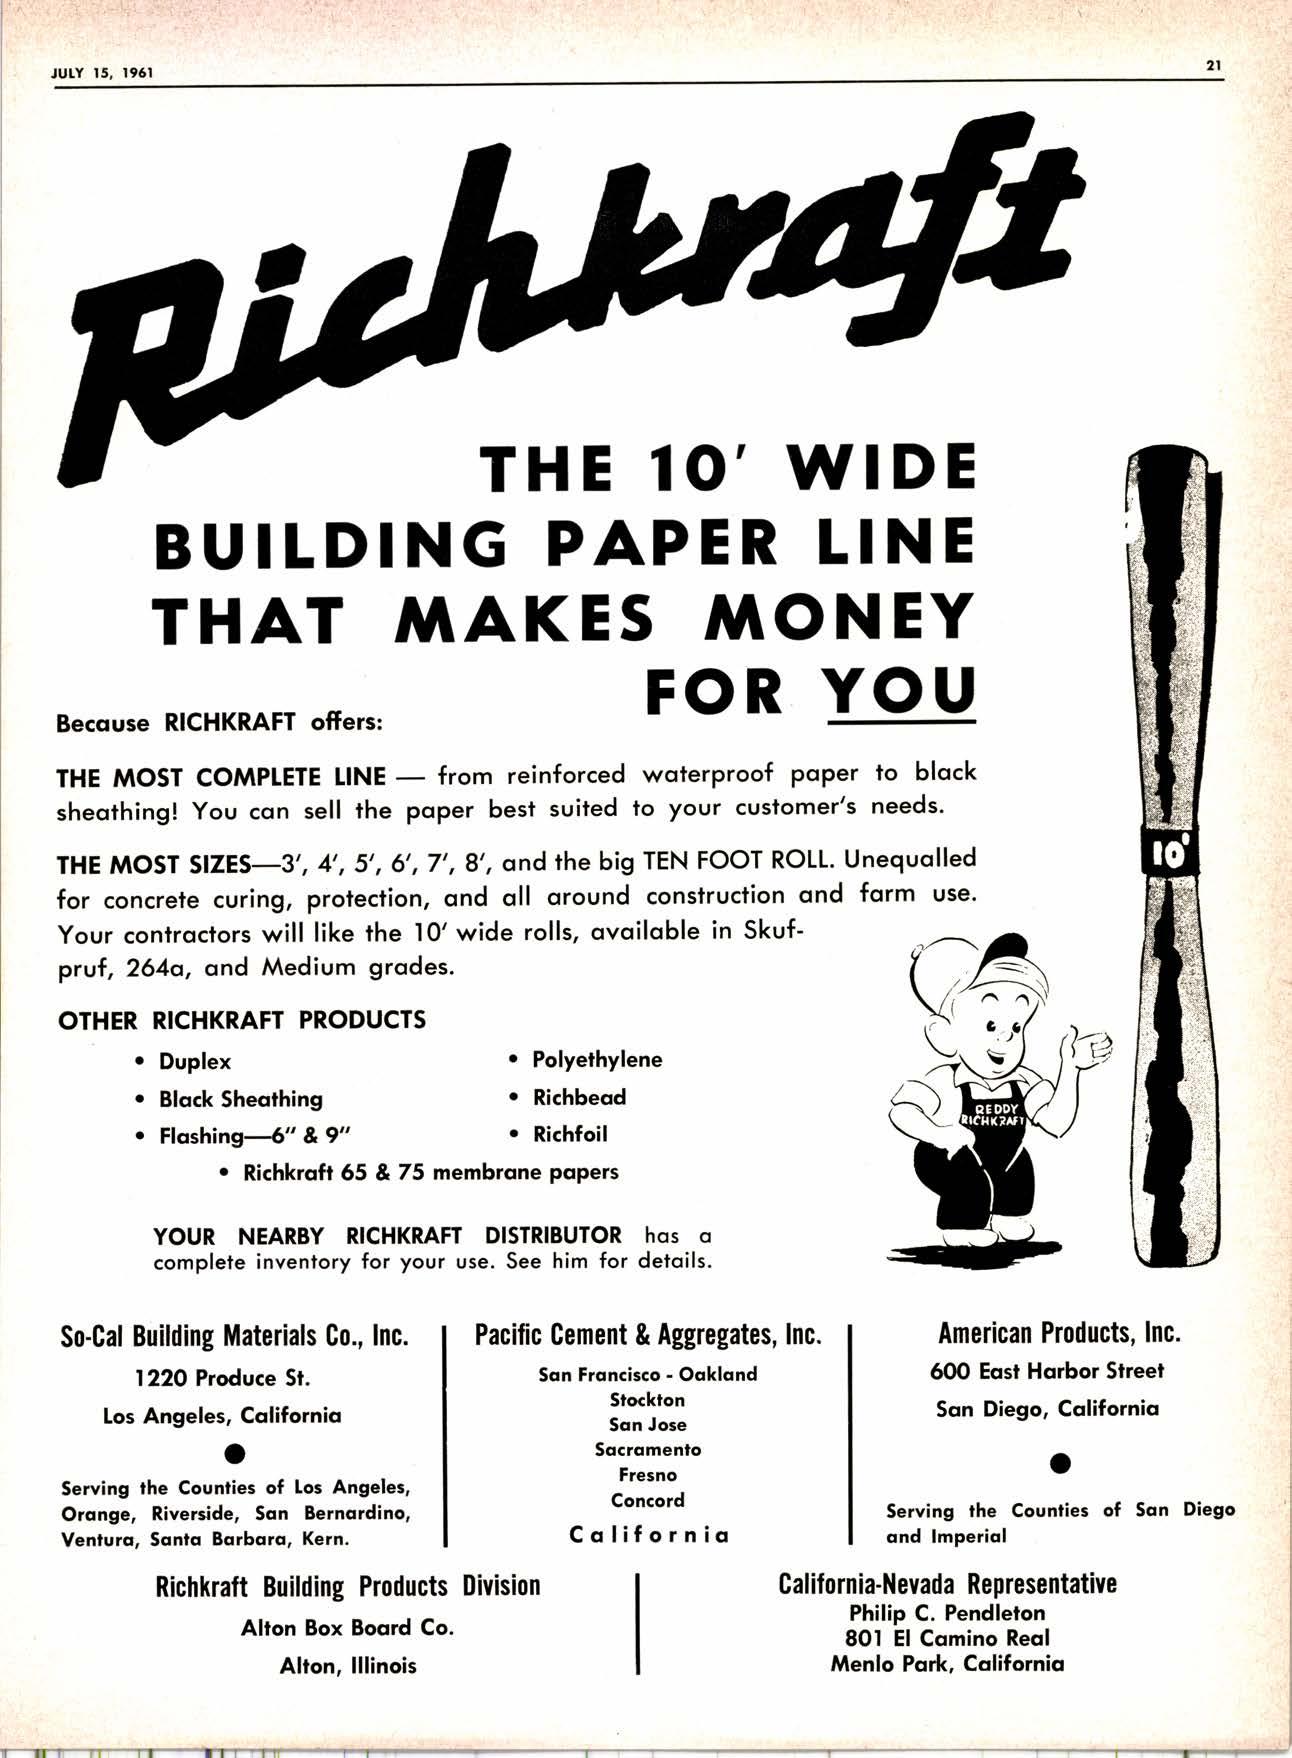 JULY 15, 1961
21
Richkraft
THE 10′ WIDE
BUILDING PAPER LINE
THAT MAKES MONEY
FOR YOU
Because RICHKRAFT offers:
THE MOST COMPLETE LINE — from reinforced waterproof paper to black
sheathing! You can sell the paper best suited to your customer's needs.
THE MOST SIZES—3′, 4′, 5′, 6′, 7′, 8′, and the big TEN FOOT ROLL. Unequalled
for concrete curing, protection, and all around construction and farm use.
Your contractors will like the 10′ wide rolls, available in Skuf-
pruf, 264a, and Medium grades.
OTHER RICHKRAFT PRODUCTS
• Duplex
• Black Sheathing
• Flashing—6″ & 9″
• Polyethylene
• Richbead
• Richfoil
• Richkraft 65 & 75 membrane papers
10′
REDDY
RICHKRAFT
YOUR NEARBY RICHKRAFT DISTRIBUTOR has a
complete inventory for your use. See him for details.
So-Cal Building Materials Co., Inc.
1220 Produce St.
Los Angeles, California
●
Serving the Counties of Los Angeles,
Orange, Riverside, San Bernardino,
Ventura, Santa Barbara, Kern.
Pacific Cement & Aggregates, Inc.
San Francisco - Oakland
Stockton
San Jose
Sacramento
Fresno
Concord
California
American Products, Inc.
600 East Harbor Street
San Diego, California
●
Serving the Counties of San Diego
and Imperial
Richkraft Building Products Division
Alton Box Board Co.
Alton, Illinois
California-Nevada Representative
Philip C. Pendleton
801 El Camino Real
Menlo Park, California